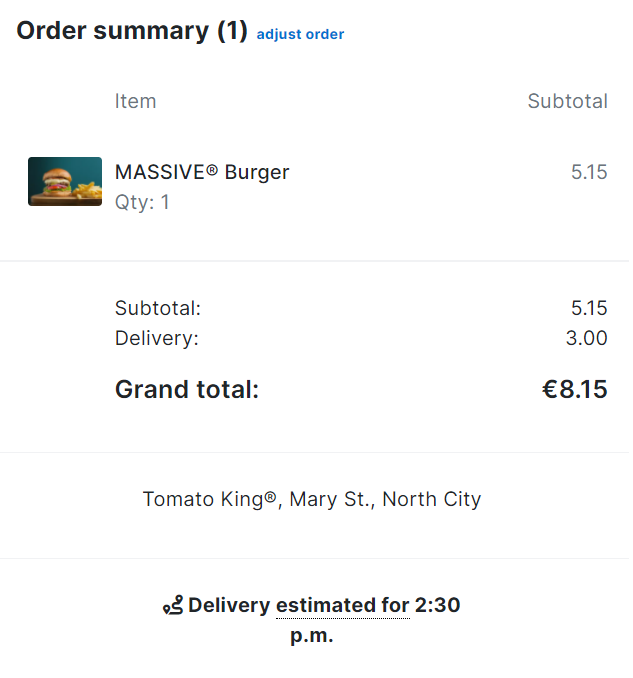 Order summary (1) adjust order
Item Subtotal
MASSIVE® Burger 5.15
Qty: 1
Subtotal: 5.15
Delivery: 3.00
Grand total: €8.15
Tomato King®, Mary St., North City
Delivery estimated for 2:30
p.m.